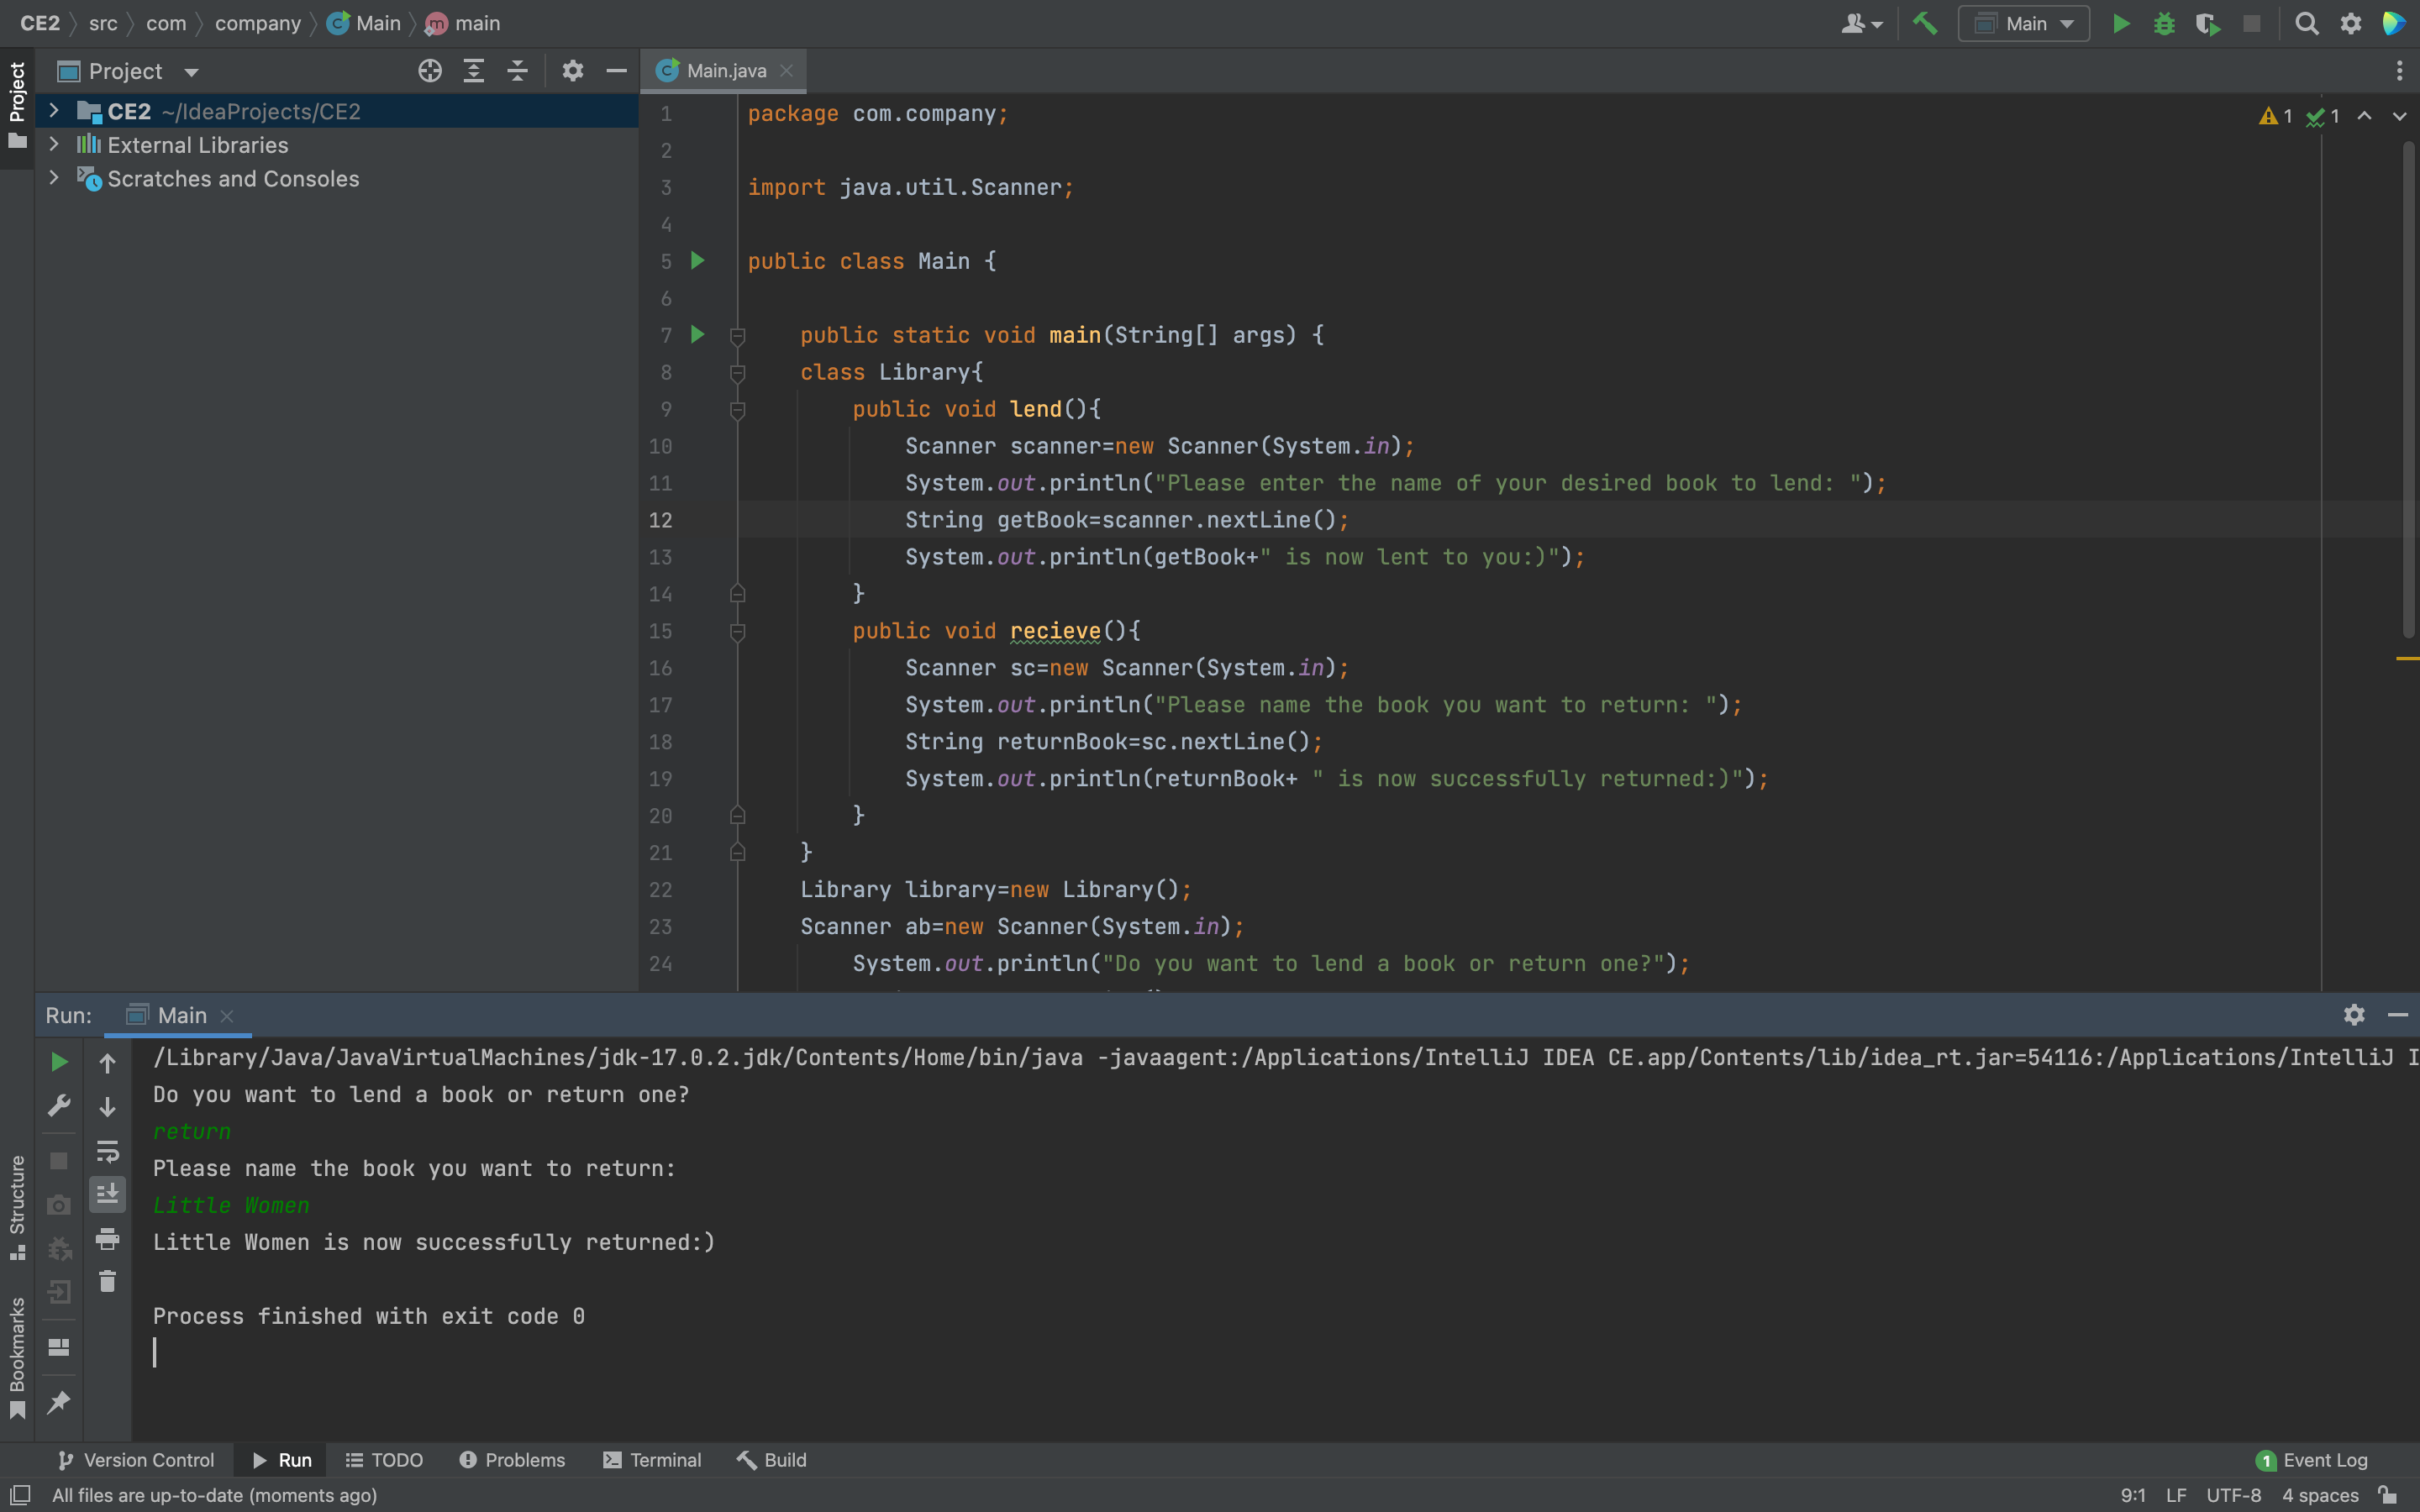 CE2 src com company Main main
Main
Project
Project
Main.java
CE2 ~/IdeaProjects/CE2
External Libraries
Scratches and Consoles
1 1
1 package com.company;
2
3 import java.util.Scanner;
4
5 public class Main {
6
7 public static void main(String[] args) {
8 class Library{
9 public void lend(){
10 Scanner scanner=new Scanner(System.in);
11 System.out.println("Please enter the name of your desired book to lend: ");
12 String getBook=scanner.nextLine();
13 System.out.println(getBook+" is now lent to you:)");
14 }
15 public void recieve(){
16 Scanner sc=new Scanner(System.in);
17 System.out.println("Please name the book you want to return: ");
18 String returnBook=sc.nextLine();
19 System.out.println(returnBook+ " is now successfully returned:)");
20 }
21 }
22 Library library=new Library();
23 Scanner ab=new Scanner(System.in);
24 System.out.println("Do you want to lend a book or return one?");
Run: Main
/Library/Java/JavaVirtualMachines/jdk-17.0.2.jdk/Contents/Home/bin/java -javaagent:/Applications/IntelliJ IDEA CE.app/Contents/lib/idea_rt.jar=54116:/Applications/IntelliJ I
Do you want to lend a book or return one?
return
Please name the book you want to return:
Little Women
Little Women is now successfully returned:)
Process finished with exit code 0
Structure
Bookmarks
Version Control Run TODO Problems Terminal Build 1 Event Log
All files are up-to-date (moments ago) 9:1 LF UTF-8 4 spaces